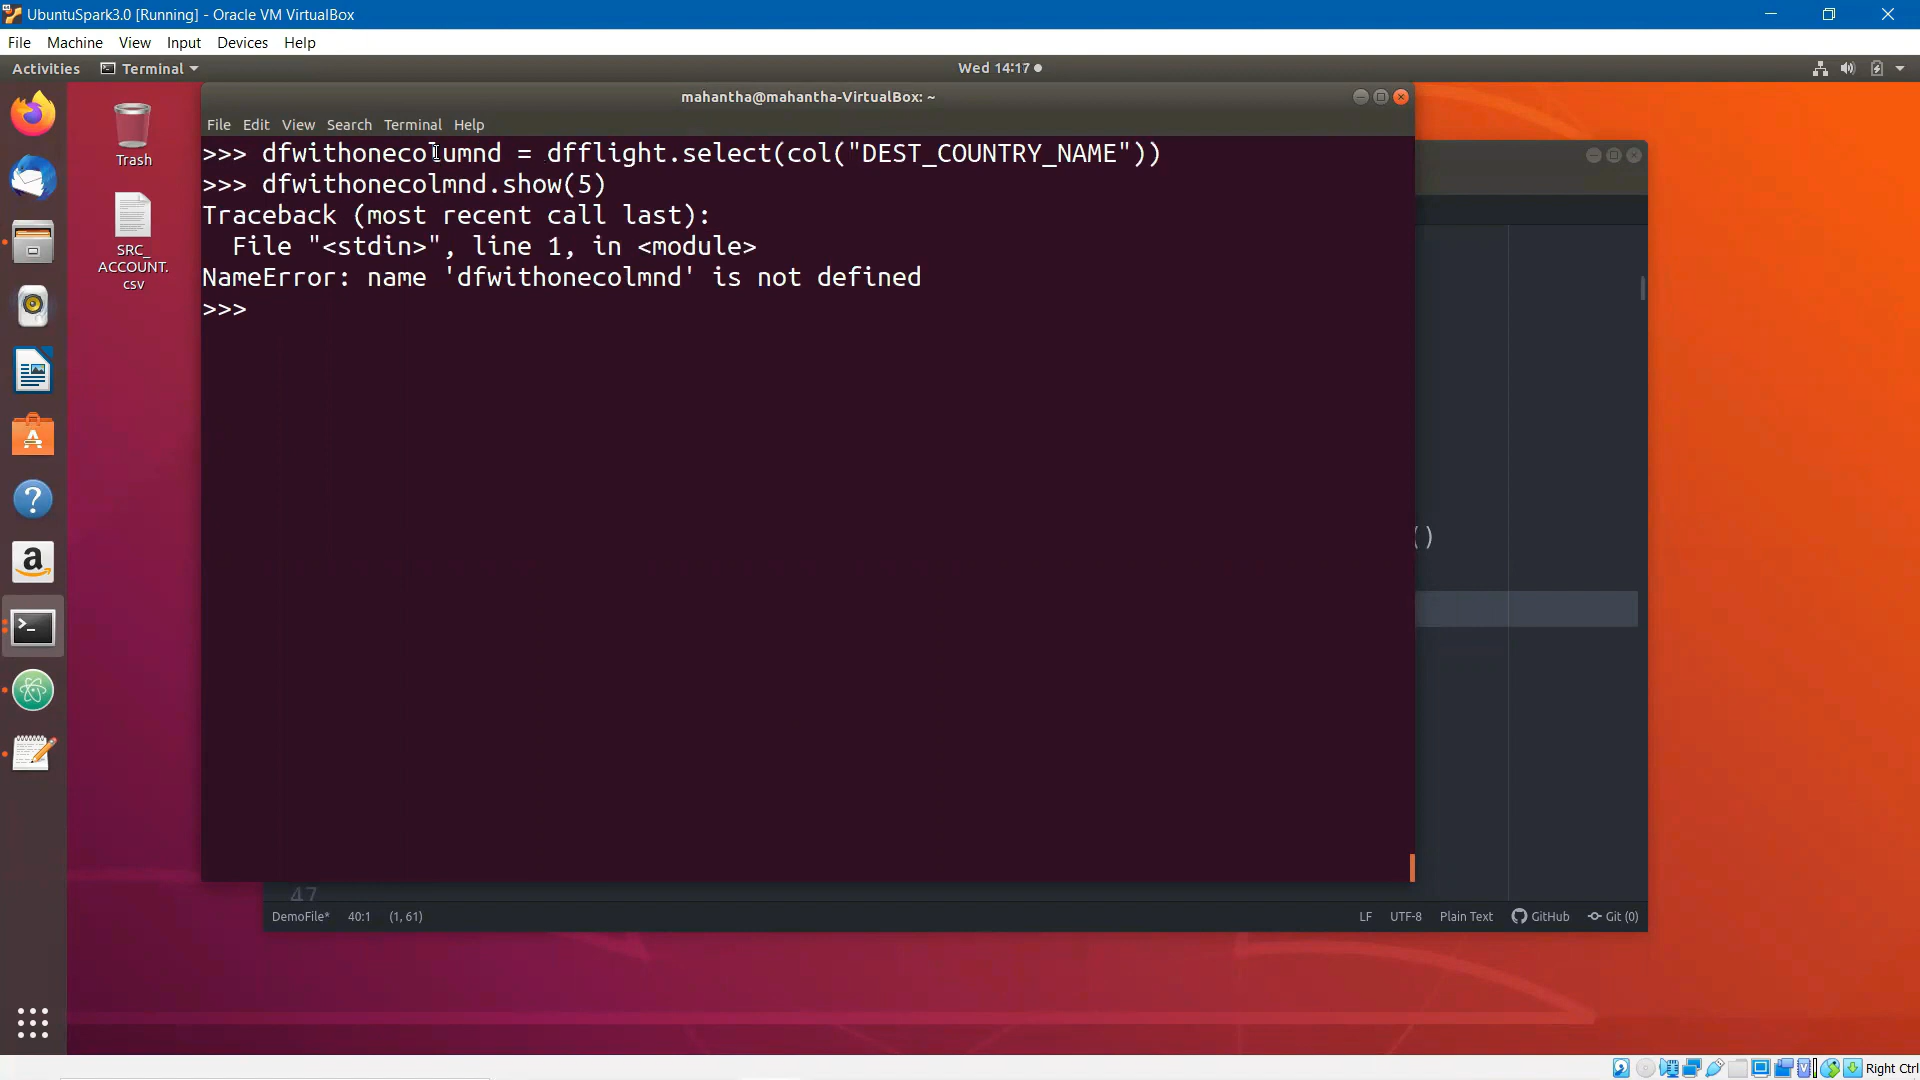 UbuntuSpark3.0 [Running] - Oracle VM VirtualBox
File Machine View Input Devices Help
Activities Terminal Wed 14:17
mahantha@mahantha-VirtualBox: ~
File Edit View Search Terminal Help
>>> dfwithonecolumnd = dfflight.select(col("DEST_COUNTRY_NAME"))
>>> dfwithonecolmnd.show(5)
Traceback (most recent call last):
File "<stdin>", line 1, in <module>
NameError: name 'dfwithonecolmnd' is not defined
>>>
Trash
SRC_
ACCOUNT.
csv
()
47
DemoFile* 40:1 (1, 61) LF UTF-8 Plain Text GitHub Git (0)
Right Ctrl